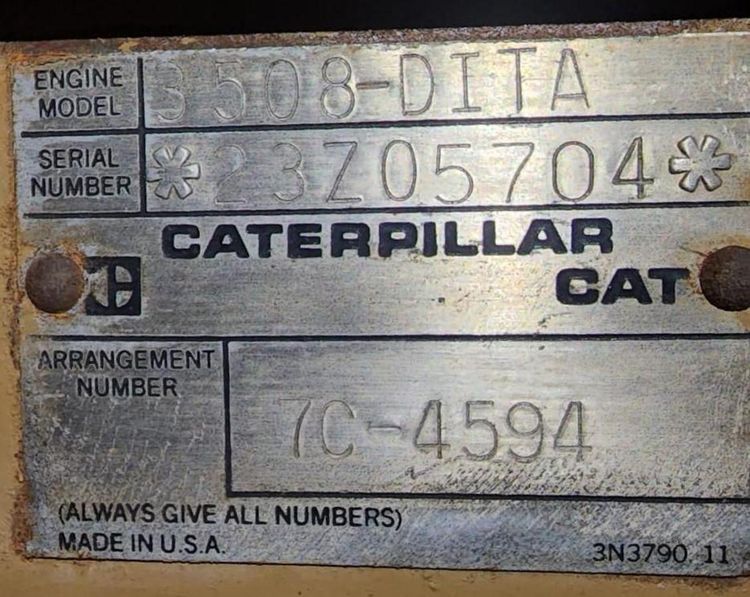 ENGINE MODEL 3508-DITA
SERIAL NUMBER *23Z05704*
CATERPILLAR
CAT
ARRANGEMENT NUMBER
7C-4594
(ALWAYS GIVE ALL NUMBERS)
MADE IN U.S.A. 3N3790 11